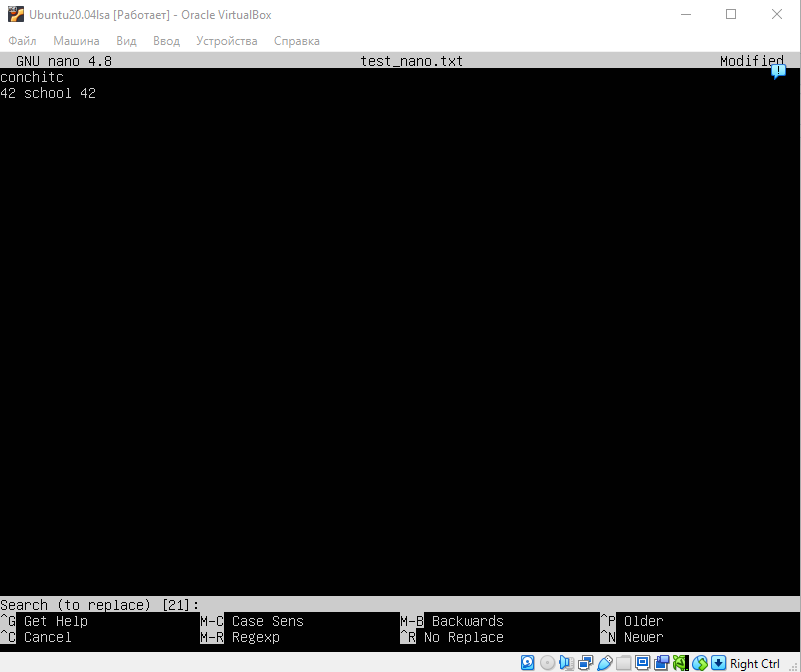 Ubuntu20.04lsa [Работает] - Oracle VirtualBox
Файл Машина Вид Ввод Устройства Справка
GNU nano 4.8 test_nano.txt Modified
conchitc
42 school 42
Search (to replace) [21]:
^G Get Help M-C Case Sens M-B Backwards ^P Older
^C Cancel M-R Regexp ^R No Replace ^N Newer
Right Ctrl